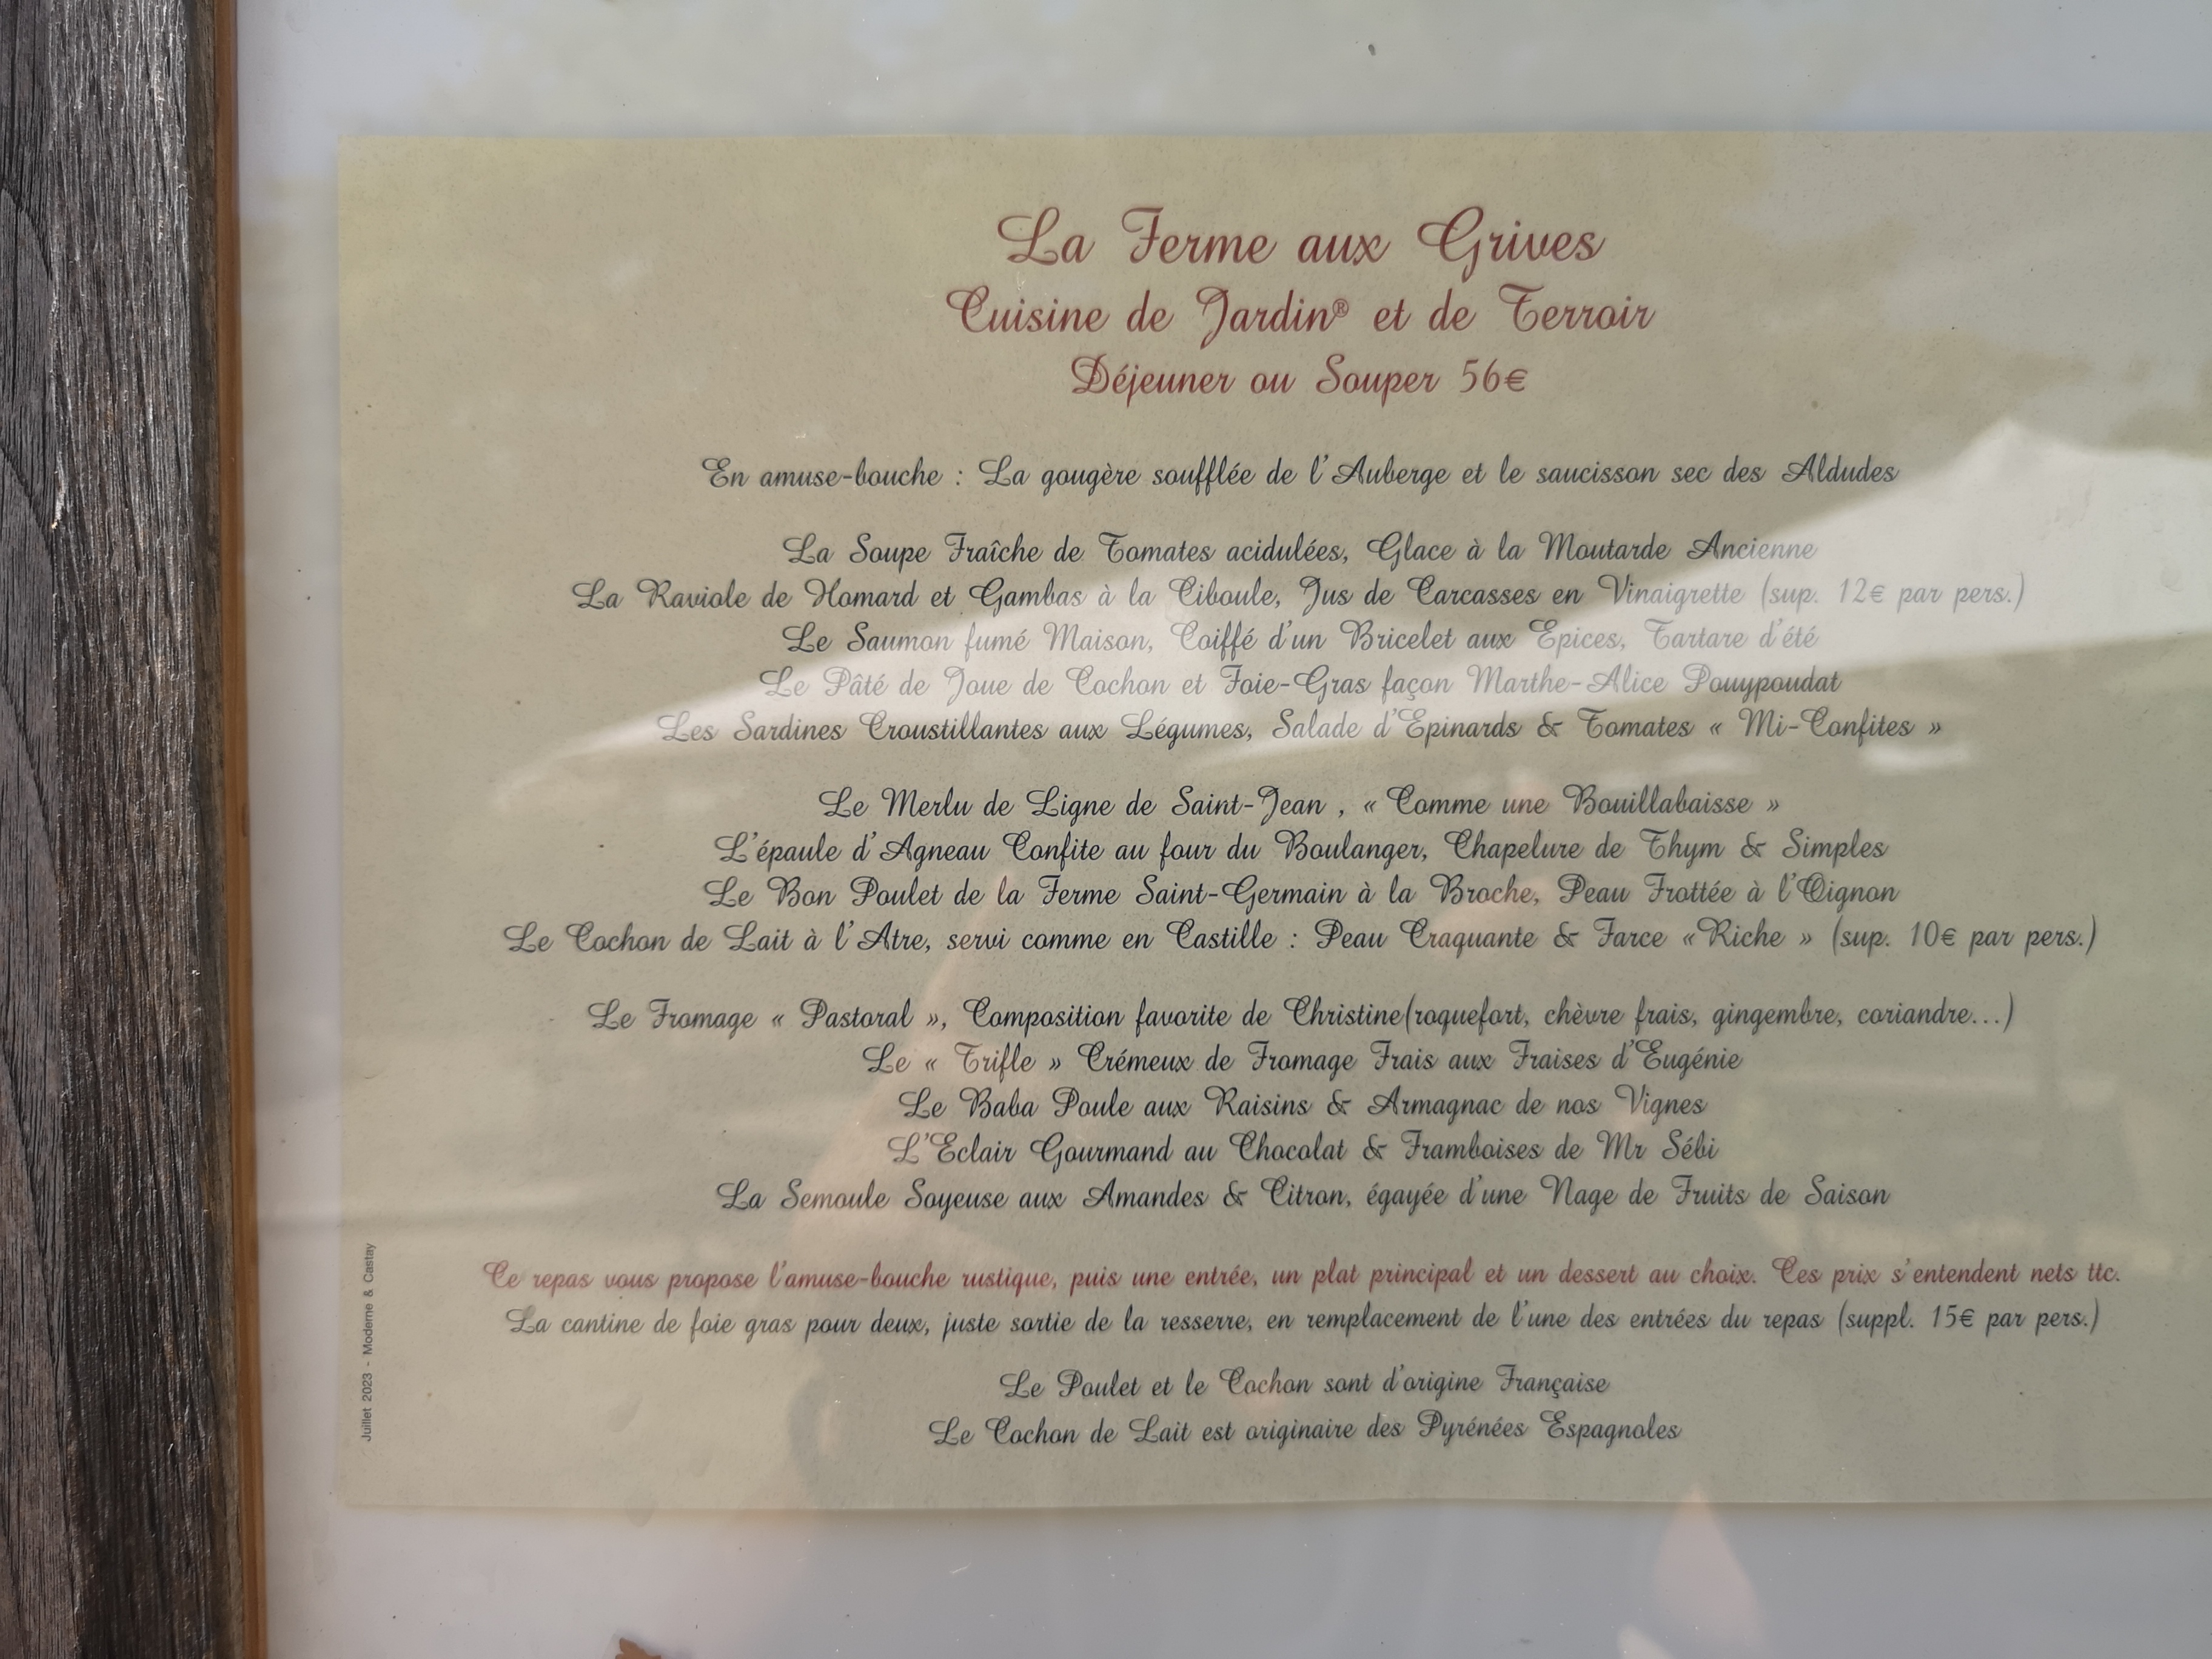 La Ferme aux Grives
Cuisine de Jardin® et de Terroir
Déjeuner ou Souper 56€
En amuse-bouche : La gougère soufflée de l'Auberge et le saucisson sec des Aldudes
La Soupe Fraîche de Tomates acidulées, Glace à la Moutarde Ancienne
La Raviole de Homard et Gambas à la Ciboule, Jus de Carcasses en Vinaigrette (sup. 12€ par pers.)
Le Saumon fumé Maison, Coiffé d'un Bricelet aux Epices, Tartare d'été
Le Pâté de Joue de Cochon et Foie-Gras façon Marthe-Alice Pouypoudat
Les Sardines Croustillantes aux Légumes, Salade d'Epinards & Tomates « Mi-Confites »
Le Merlu de Ligne de Saint-Jean , « Comme une Bouillabaisse »
L'épaule d'Agneau Confite au four du Boulanger, Chapelure de Thym & Simples
Le Bon Poulet de la Ferme Saint-Germain à la Broche, Peau Frottée à l'Oignon
Le Cochon de Lait à l'Atre, servi comme en Castille : Peau Craquante & Farce «Riche » (sup. 10€ par pers.)
Le Fromage « Pastoral », Composition favorite de Christine(roquefort, chèvre frais, gingembre, coriandre...)
Le « Trifle » Crémeux de Fromage Frais aux Fraises d'Eugénie
Le Baba Poule aux Raisins & Armagnac de nos Vignes
L'Eclair Gourmand au Chocolat & Framboises de Mr Sébi
La Semoule Soyeuse aux Amandes & Citron, égayée d'une Nage de Fruits de Saison
Ce repas vous propose l'amuse-bouche rustique, puis une entrée, un plat principal et un dessert au choix. Ces prix s'entendent nets ttc.
La cantine de foie gras pour deux, juste sortie de la resserre, en remplacement de l'une des entrées du repas (suppl. 15€ par pers.)
Le Poulet et le Cochon sont d'origine Française
Le Cochon de Lait est originaire des Pyrénées Espagnoles
Juillet 2023 - Moderne & Castay